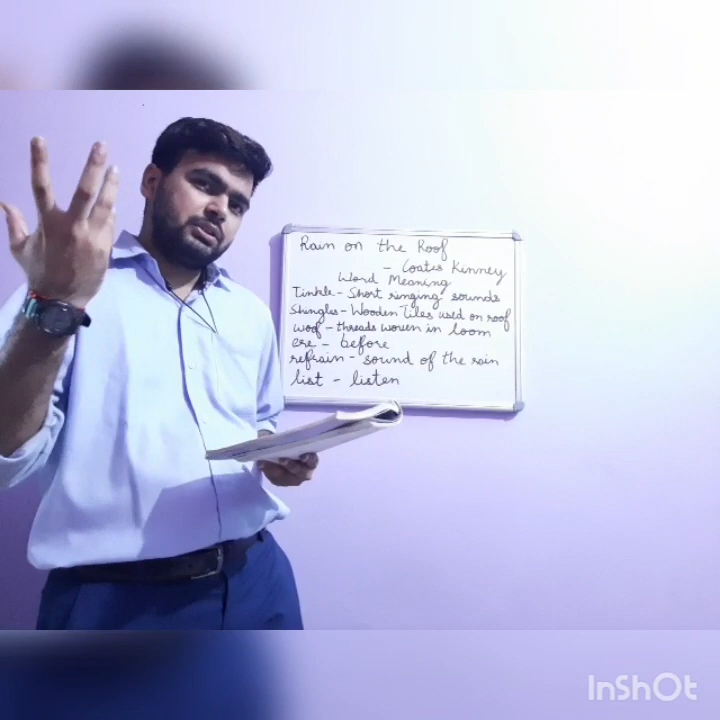 Rain on the Roof
- Coates Kinney
Word Meaning
Tinkle - Short ringing sounds
Shingles - Wooden Tiles used on roof
woof - threads woven in loom
ere - before
refrain - sound of the rain
list - listen
InShOt